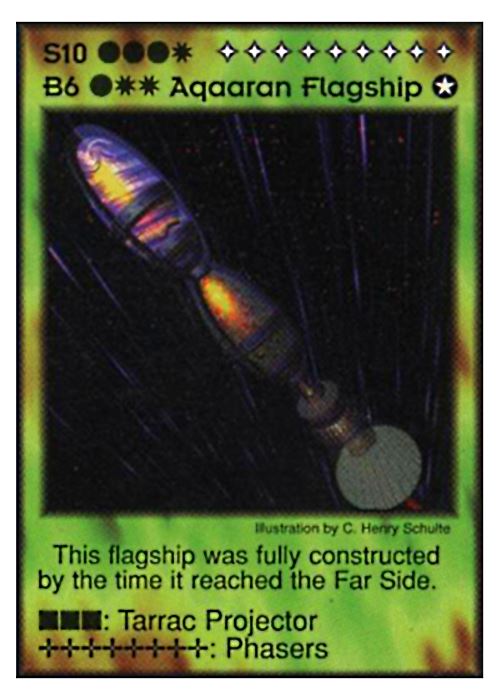 S10
B6 Aqaaran Flagship
Illustration by C. Henry Schulte
This flagship was fully constructed
by the time it reached the Far Side.
: Tarrac Projector
: Phasers